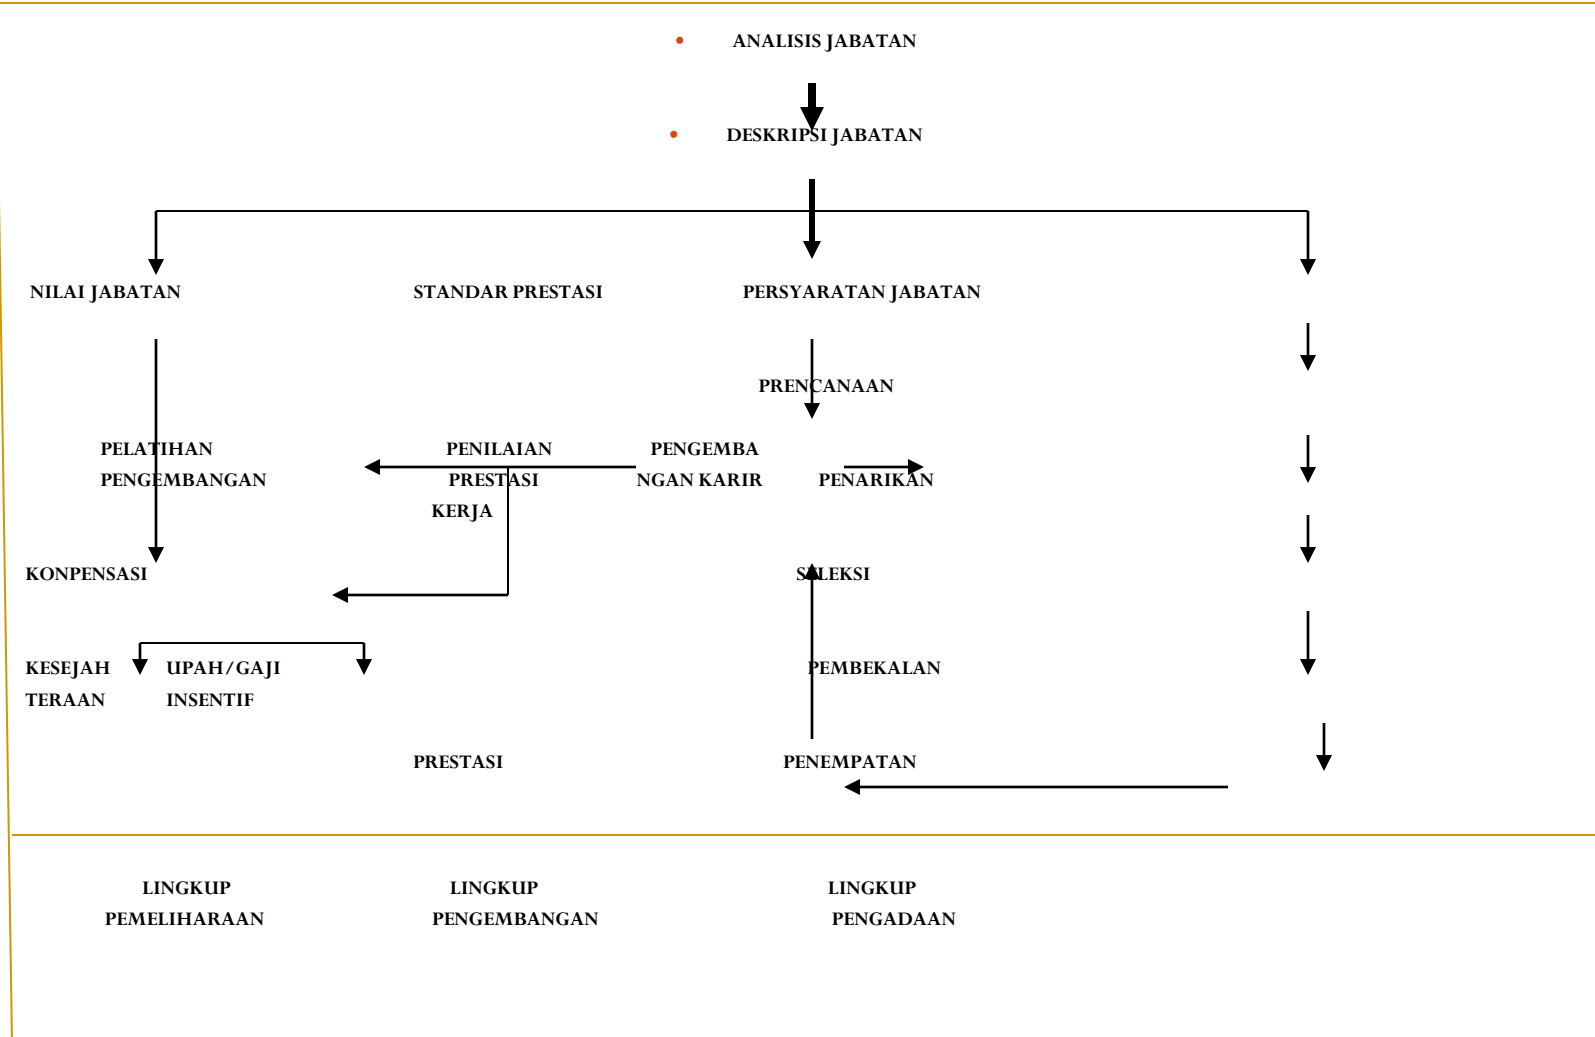 • ANALISIS JABATAN
• DESKRIPSI JABATAN
NILAI JABATAN STANDAR PRESTASI PERSYARATAN JABATAN
PRENCANAAN
PELATIHAN PENILAIAN PENGEMBA
PENGEMBANGAN PRESTASI NGAN KARIR PENARIKAN
KERJA
KONPENSASI SELEKSI
KESEJAH UPAH/GAJI PEMBEKALAN
TERAAN INSENTIF
PRESTASI PENEMPATAN
LINGKUP LINGKUP LINGKUP
PEMELIHARAAN PENGEMBANGAN PENGADAAN